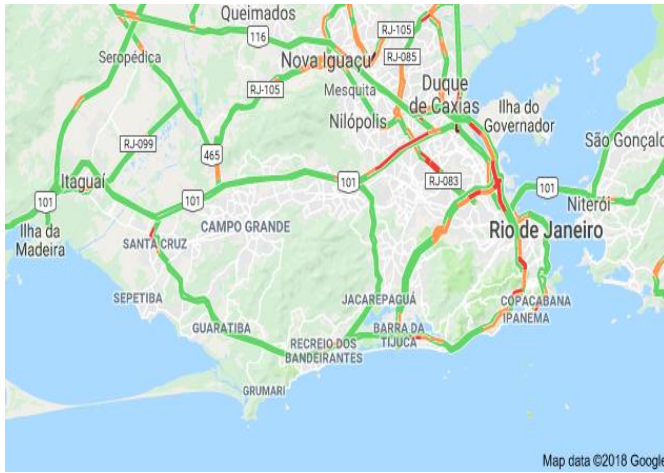 Queimados
RJ-105
116
Seropédica
Nova Iguaçu
RJ-085
Duque
de Caxias
RJ-105
Mesquita
Ilha do
Governador
Nilópolis
São Gonçalo
RJ-099
465
RJ-083
Itaguaí
101
101
101
101
Niterói
Ilha da
Madeira
CAMPO GRANDE
Rio de Janeiro
SANTA CRUZ
SEPETIBA
JACAREPAGUÁ
COPACABANA
IPANEMA
GUARATIBA
BARRA DA
TIJUCA
RECREIO DOS
BANDEIRANTES
GRUMARI
Map data ©2018 Google